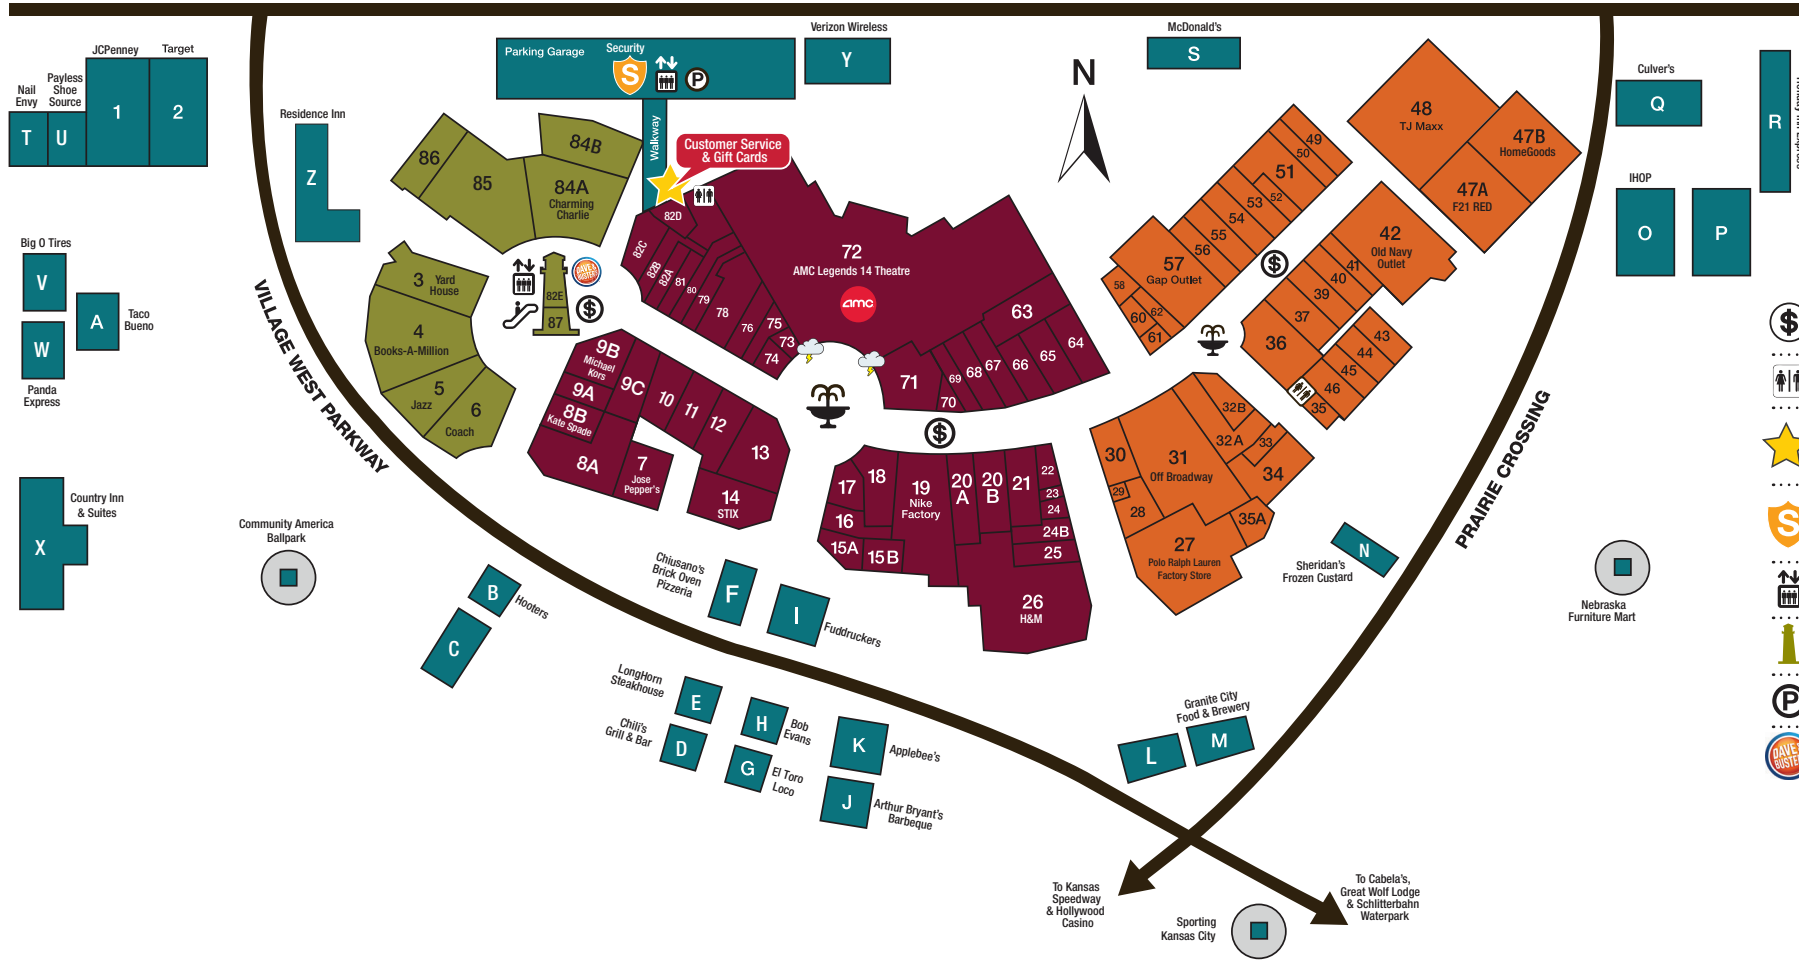 JCPenney
Target
Nail
Envy
Payless
Shoe
Source
T
U
1
2
Residence Inn
Z
Parking Garage
Security
S
P
Walkway
Verizon Wireless
Y
McDonald's
S
N
Culver's
Q
R
IHOP
O
P
Customer Service
& Gift Cards
86
85
84B
84A
Charming
Charlie
82D
82C
82B
82A
81
80
79
78
76
75
73
74
72
AMC Legends 14 Theatre
amc
63
64
65
66
67
68
69
70
71
49
50
51
52
53
54
55
56
57
Gap Outlet
58
60
62
61
48
TJ Maxx
47B
HomeGoods
47A
F21 RED
42
Old Navy
Outlet
41
40
39
37
36
43
44
45
46
35
$
Big O Tires
V
W
Panda
Express
A
Taco
Bueno
VILLAGE WEST PARKWAY
3 Yard
House
4
Books-A-Million
5
Jazz
6
Coach
82E
87
DAVE &
BUSTER'S
$
9B
Michael
Kors
9A
9C
8B
Kate Spade
8A
7
Jose
Pepper's
10
11
12
13
14
STIX
$
17
18
16
15A
15B
19
Nike
Factory
20
A
20
B
21
22
23
24
24B
25
26
H&M
30
29
28
31
Off Broadway
32B
32A
33
34
35A
27
Polo Ralph Lauren
Factory Store
PRAIRIE CROSSING
N
Sheridan's
Frozen Custard
Nebraska
Furniture Mart
X
Country Inn
& Suites
Community America
Ballpark
B
Hooters
C
Chiusano's
Brick Oven
Pizzeria
F
I
Fuddruckers
LongHorn
Steakhouse
E
Chili's
Grill & Bar
D
H
Bob
Evans
G
El Toro
Loco
K
Applebee's
J
Arthur Bryant's
Barbeque
Granite City
Food & Brewery
L
M
To Kansas
Speedway
& Hollywood
Casino
To Cabela's,
Great Wolf Lodge
& Schlitterbahn
Waterpark
Sporting
Kansas City
$
S
P